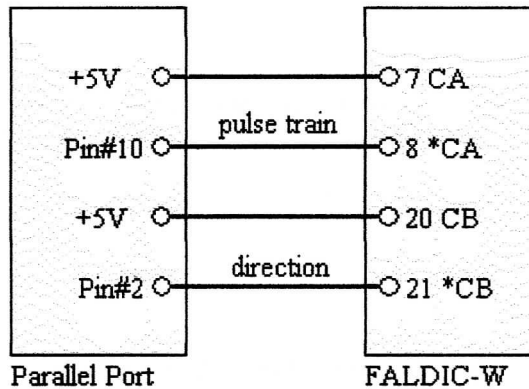 +5V 7 CA
pulse train
Pin#10 8 *CA
+5V 20 CB
direction
Pin#2 21 *CB
Parallel Port FALDIC-W